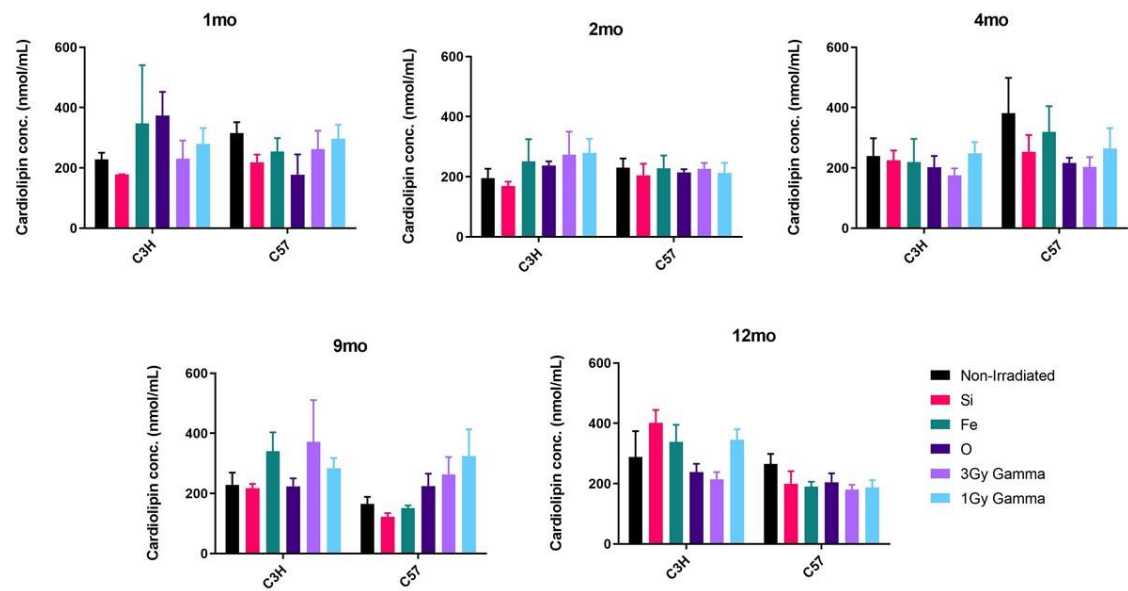 1mo
Cardiolipin conc. (nmol/mL)
600
400
200
0
C3H
C57
2mo
Cardiolipin conc. (nmol/mL)
600
400
200
0
C3H
C57
4mo
Cardiolipin conc. (nmol/mL)
600
400
200
0
C3H
C57
9mo
Cardiolipin conc. (nmol/mL)
600
400
200
0
C3H
C57
12mo
Cardiolipin conc. (nmol/mL)
600
400
200
0
C3H
C57
Non-Irradiated
Si
Fe
O
3Gy Gamma
1Gy Gamma